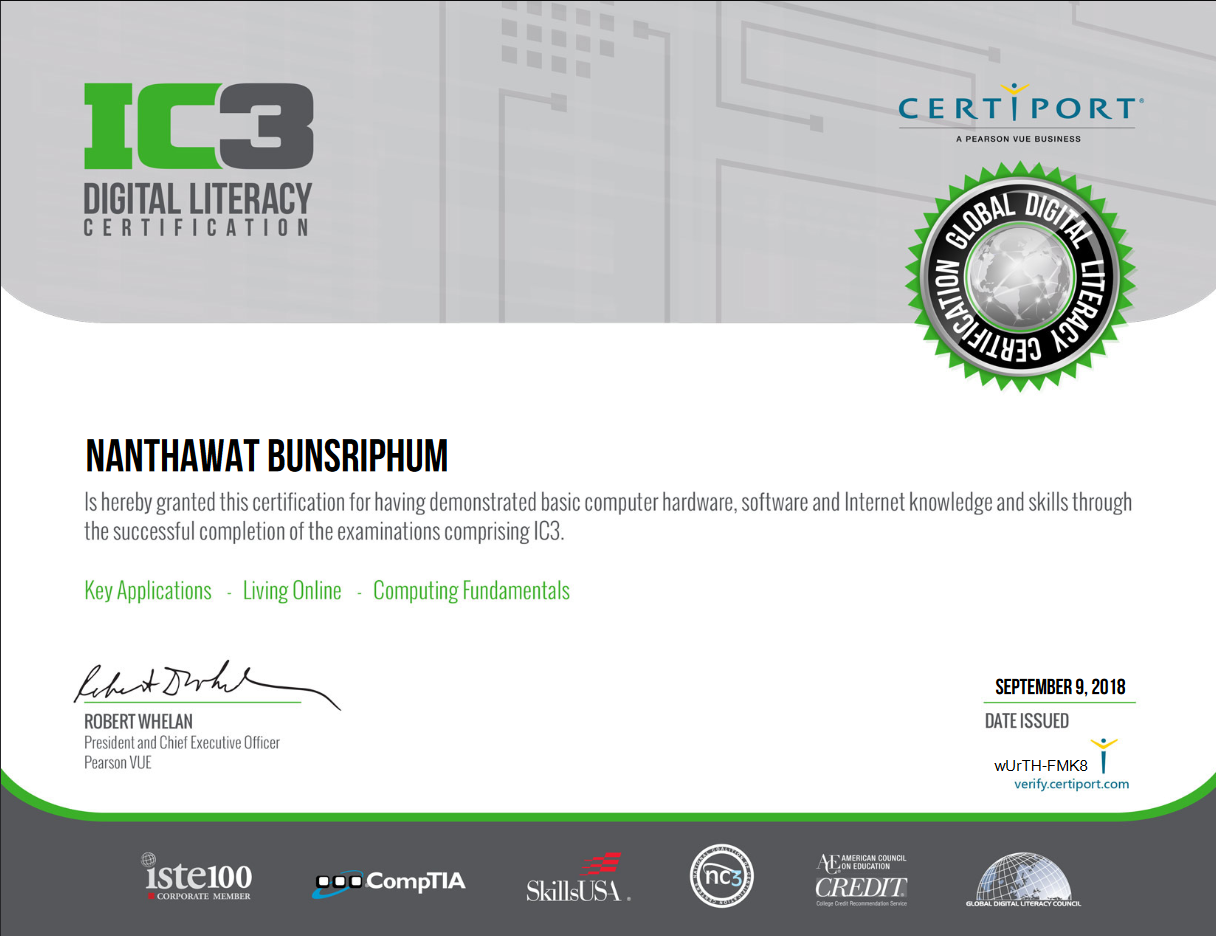 IC3
DIGITAL LITERACY
CERTIFICATION
CERTIPORT®
A PEARSON VUE BUSINESS
GLOBAL DIGITAL LITERACY CERTIFICATION
NANTHAWAT BUNSRIPHUM
Is hereby granted this certification for having demonstrated basic computer hardware, software and Internet knowledge and skills through
the successful completion of the examinations comprising IC3.
Key Applications - Living Online - Computing Fundamentals
Robert D Whelan
ROBERT WHELAN
President and Chief Executive Officer
Pearson VUE
SEPTEMBER 9, 2018
DATE ISSUED
wUrTH-FMK8
verify.certiport.com
iste100
CORPORATE MEMBER
CompTIA
SkillsUSA
nc3
ACE AMERICAN COUNCIL
ON EDUCATION
CREDIT
College Credit Recommendation Service
GLOBAL DIGITAL LITERACY COUNCIL